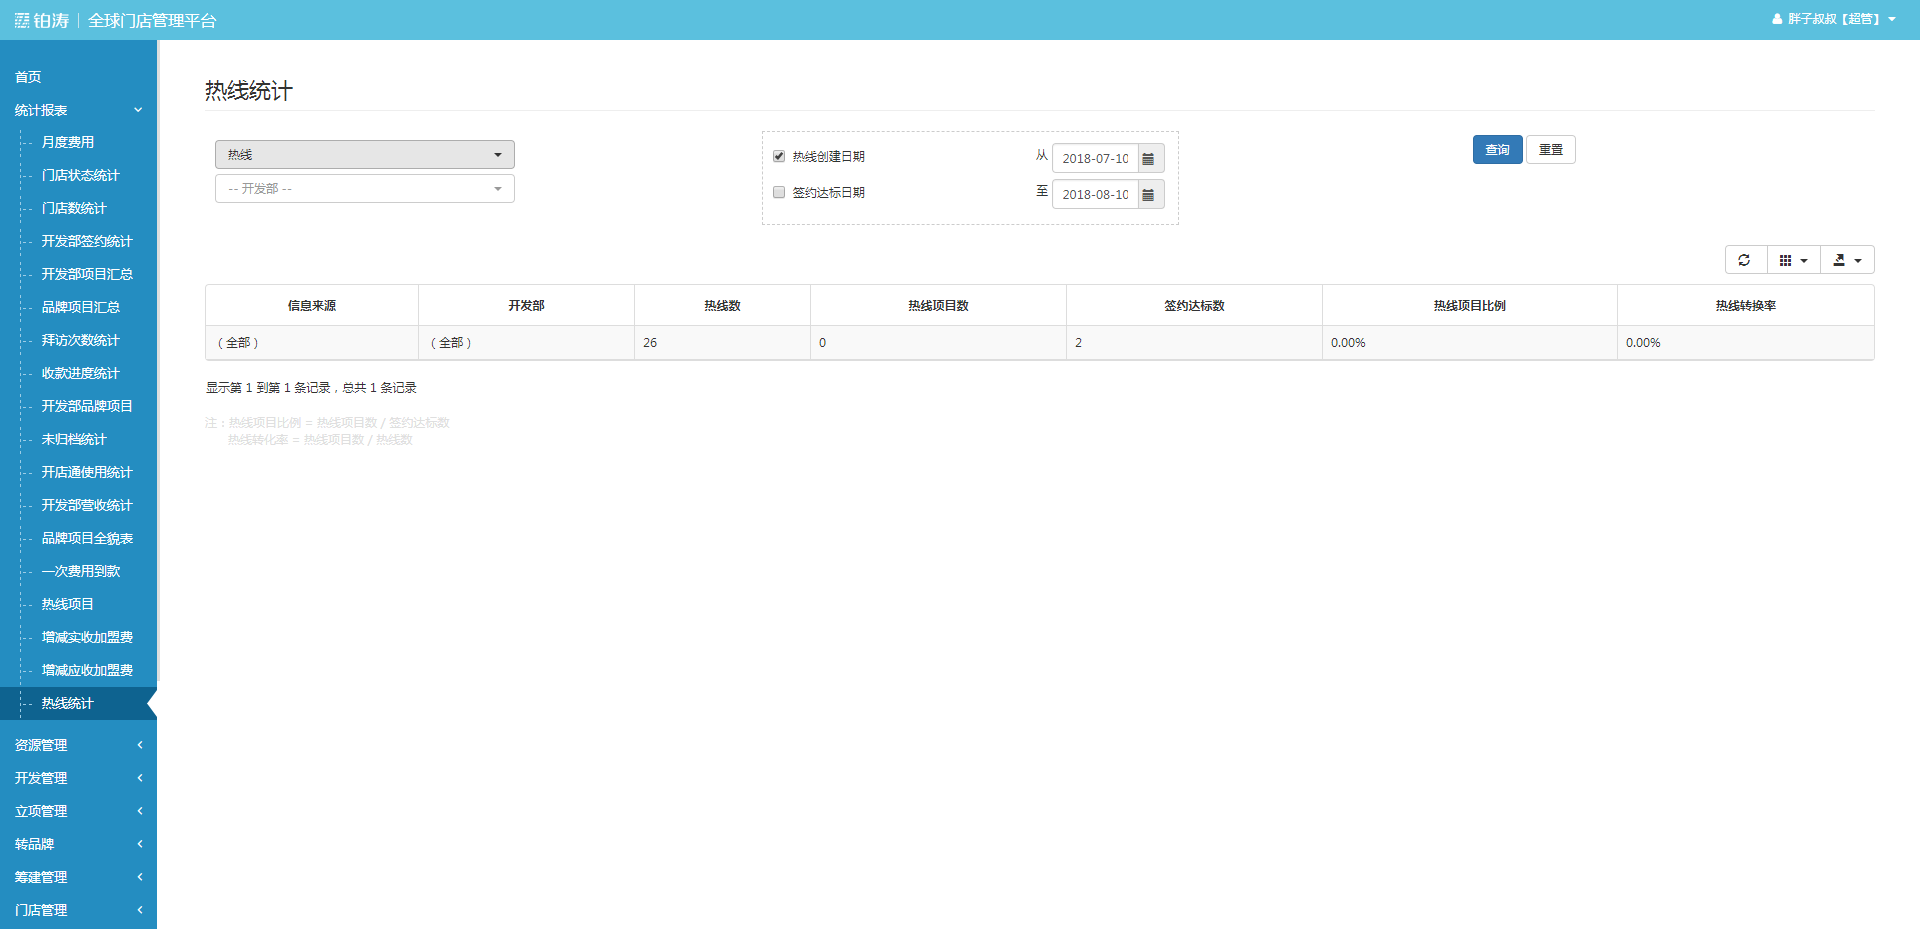 铂涛 | 全球门店管理平台
胖子叔叔【超管】
首页
统计报表
月度费用
门店状态统计
门店数统计
开发部签约统计
开发部项目汇总
品牌项目汇总
拜访次数统计
收款进度统计
开发部品牌项目
未归档统计
开店通使用统计
开发部营收统计
品牌项目全貌表
一次费用到款
热线项目
增减实收加盟费
增减应收加盟费
热线统计
资源管理
开发管理
立项管理
转品牌
筹建管理
门店管理
热线统计
热线
-- 开发部 --
热线创建日期 从 2018-07-10
签约达标日期 至 2018-08-10
查询 重置
信息来源 开发部 热线数 热线项目数 签约达标数 热线项目比例 热线转换率
（全部） （全部） 26 0 2 0.00% 0.00%
显示第 1 到第 1 条记录，总共 1 条记录
注：热线项目比例 = 热线项目数 / 签约达标数
热线转化率 = 热线项目数 / 热线数